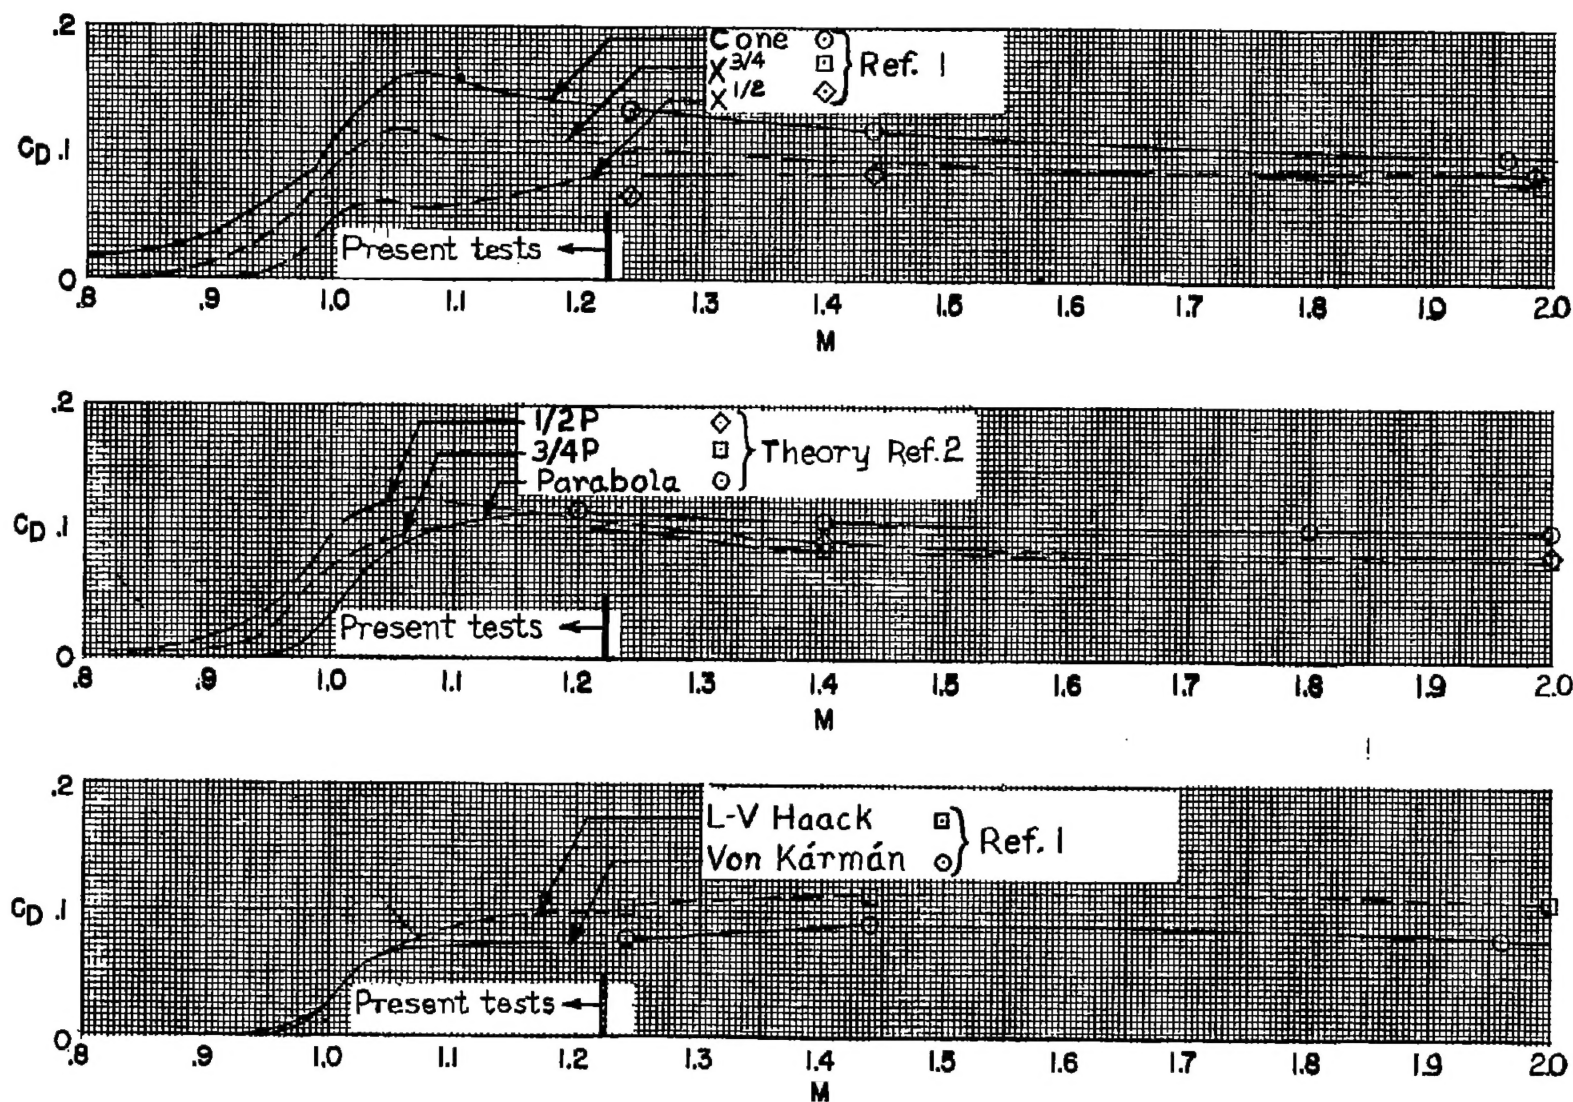 .2
Cone
X3/4
X1/2
Ref. 1
CD .1
Present tests
0
.8 .9 1.0 1.1 1.2 1.3 1.4 1.5 1.6 1.7 1.8 1.9 2.0
M
.2
1/2P
3/4P
Parabola
Theory Ref.2
CD .1
Present tests
0
.8 .9 1.0 1.1 1.2 1.3 1.4 1.5 1.6 1.7 1.8 1.9 2.0
M
.2
L-V Haack
Von Kármán
Ref. 1
CD .1
Present tests
0
.8 .9 1.0 1.1 1.2 1.3 1.4 1.5 1.6 1.7 1.8 1.9 2.0
M